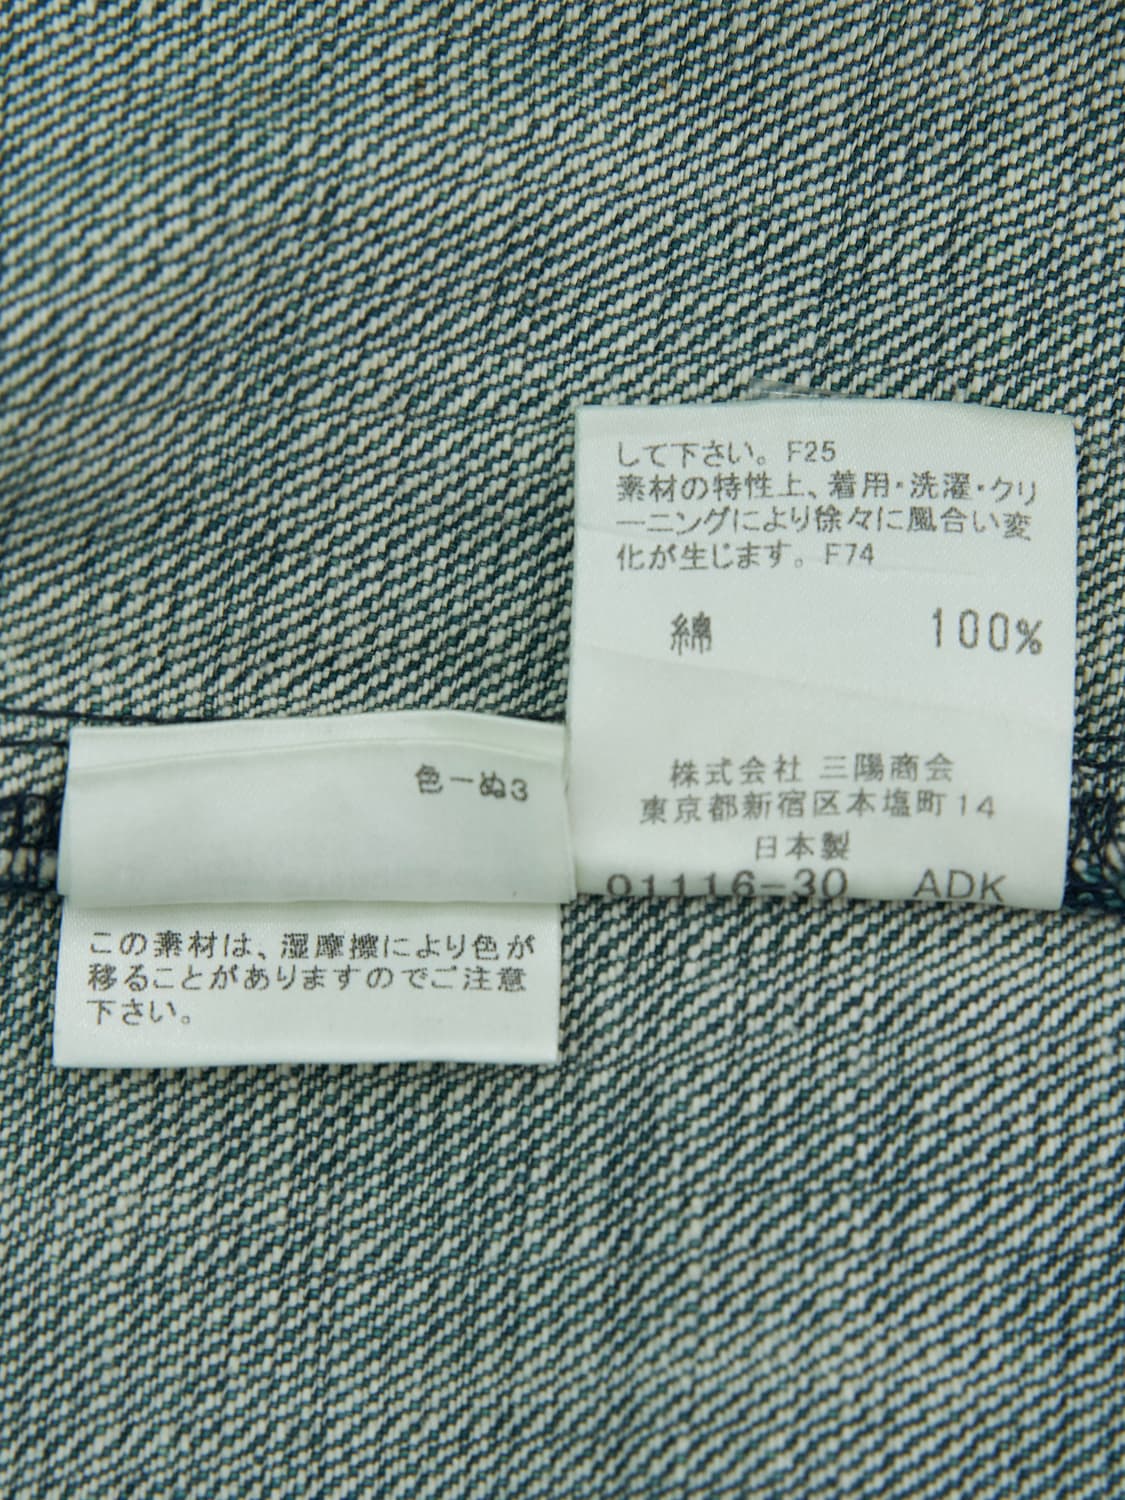 して下さい。F25
素材の特性上、着用・洗濯・クリ
ーニングにより徐々に風合い変
化が生じます。F74
綿 100%
株式会社 三陽商会
東京都新宿区本塩町14
日本製
01116-30 ADK
色ーぬ3
この素材は、湿摩擦により色が
移ることがありますのでご注意
下さい。